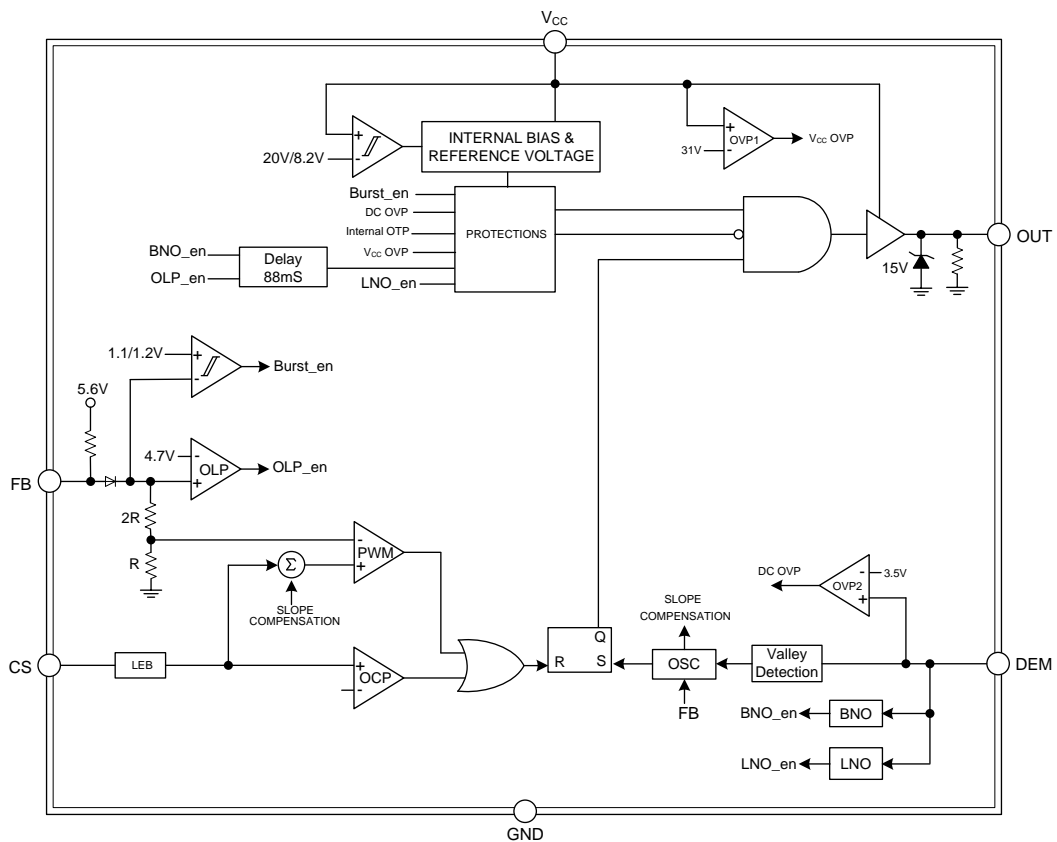 VCC
+
-
20V/8.2V
INTERNAL BIAS &
REFERENCE VOLTAGE
+
-
OVP1
31V
VCC OVP
Burst_en
DC OVP
Internal OTP
VCC OVP
LNO_en
PROTECTIONS
BNO_en
OLP_en
Delay
88mS
OUT
15V
1.1/1.2V
+
-
Burst_en
5.6V
4.7V
-
+
OLP
OLP_en
FB
2R
R
-
+
PWM
Σ
SLOPE
COMPENSATION
DC OVP
-
+
OVP2
3.5V
CS
LEB
+
-
OCP
Q
R
S
SLOPE
COMPENSATION
OSC
FB
Valley
Detection
DEM
BNO_en
BNO
LNO_en
LNO
GND